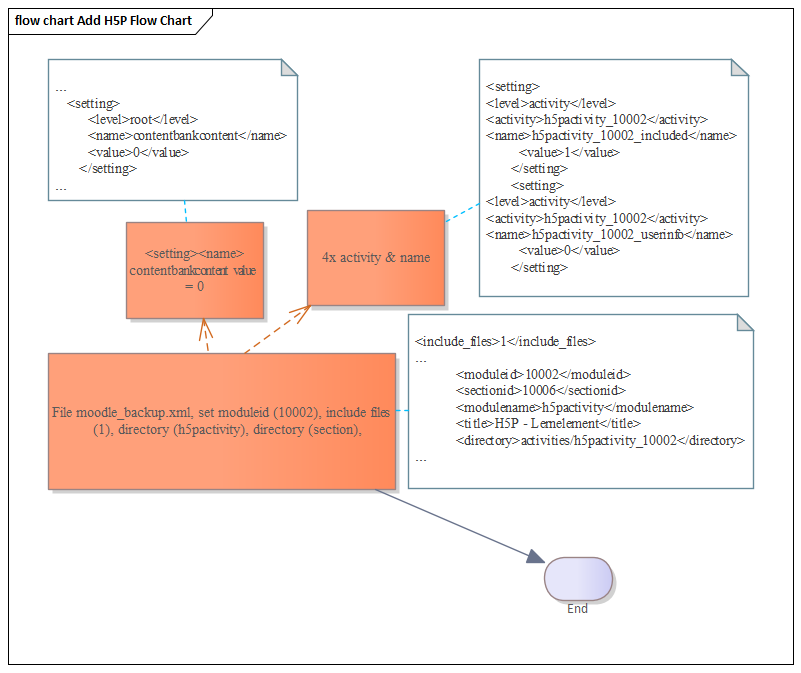 flow chart Add H5P Flow Chart
...
<setting>
<level>root</level>
<name>contentbankcontent</name>
<value>0</value>
</setting>
...
<setting>
<level>activity</level>
<activity>h5pactivity_10002</activity>
<name>h5pactivity_10002_included</name>
<value>1</value>
</setting>
<setting>
<level>activity</level>
<activity>h5pactivity_10002</activity>
<name>h5pactivity_10002_userinfo</name>
<value>0</value>
</setting>
<setting><name>
contentbankcontent value
= 0
4x activity & name
File moodle_backup.xml, set moduleid (10002), include files
(1), directory (h5pactivity), directory (section),
<include_files>1</include_files>
...
<moduleid>10002</moduleid>
<sectionid>10006</sectionid>
<modulename>h5pactivity</modulename>
<title>H5P - Lernelement</title>
<directory>activities/h5pactivity_10002</directory>
...
End